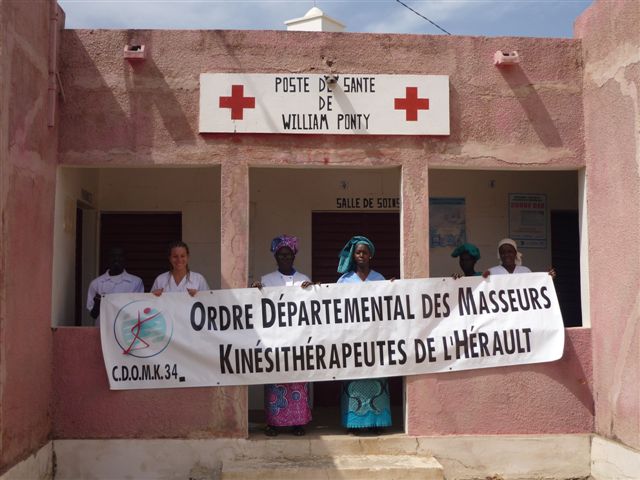 POSTE DE SANTE
DE
WILLIAM PONTY
SALLE DE SOINS
ORDRE DÉPARTEMENTAL DES MASSEURS
KINÉSITHÉRAPEUTES DE L'HÉRAULT
C.D.O.M.K. 34